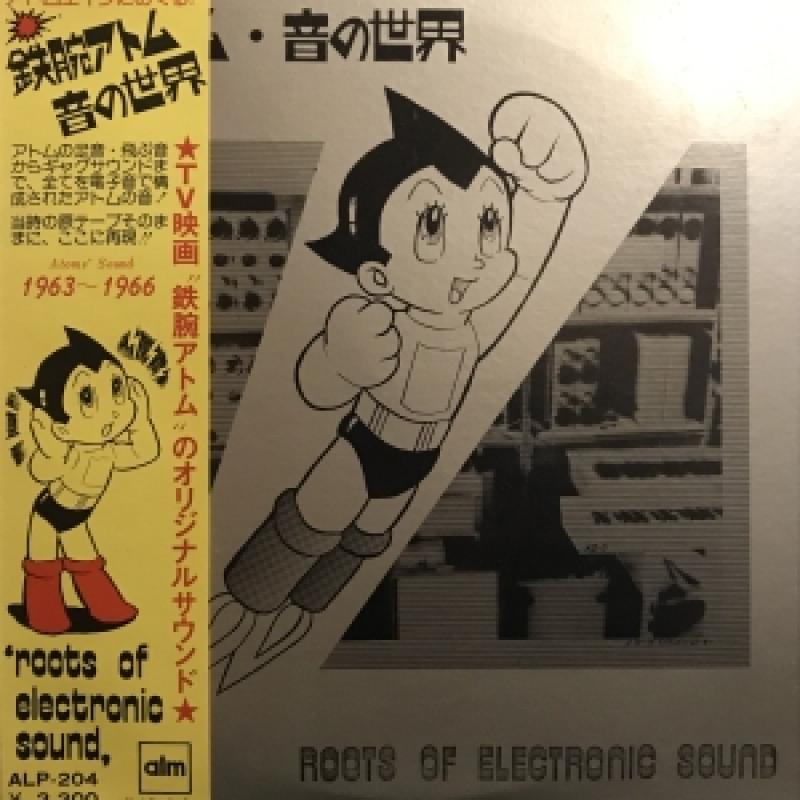 鉄腕アトム
音の世界
ム・音の世界
アトムの足音・飛ぶ音
からギャグサウンドま
で、全てを電子音で構
成されたアトムの音!
当時の原テープそのま
まに、ここに再現!!
Atoms' Sound
1963~1966
★TV映画“鉄腕アトム”のオリジナルサウンド★
“roots of
electronic
sound„
alm
ALP-204
¥ 2,300
ROOTS OF ELECTRONIC SOUND